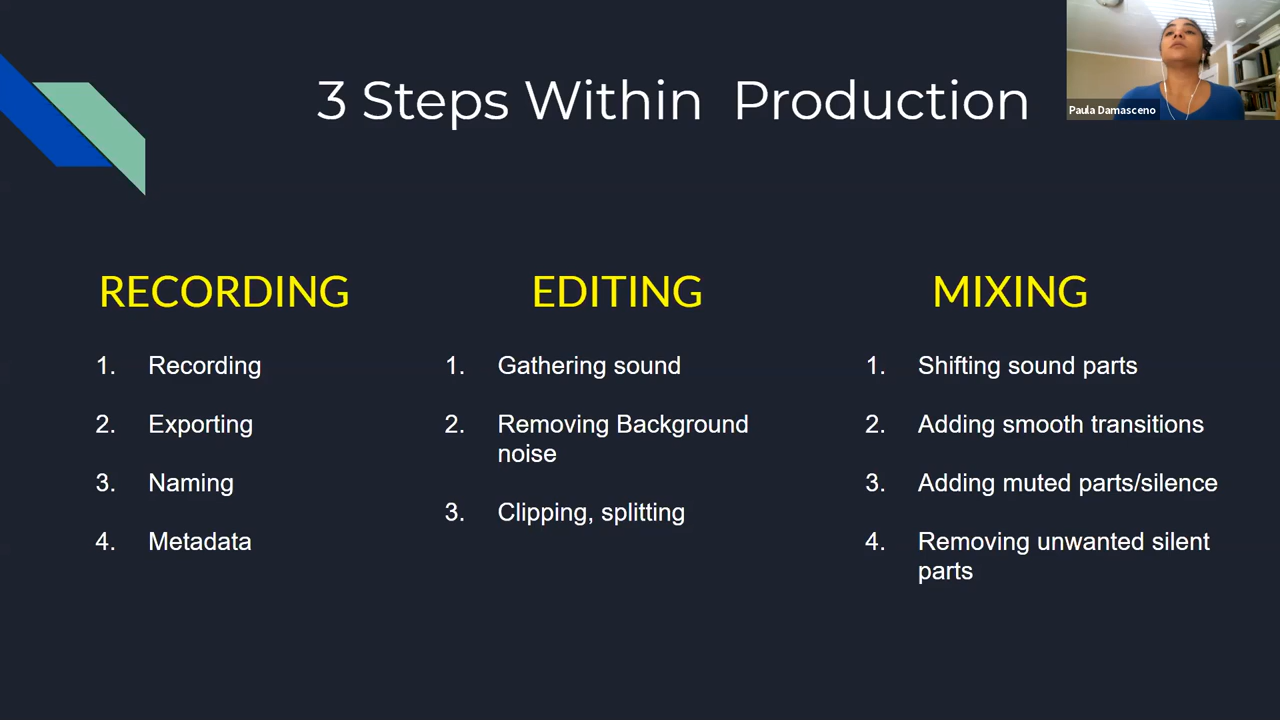 3 Steps Within Production
Paula Damasceno
RECORDING
1. Recording
2. Exporting
3. Naming
4. Metadata
EDITING
1. Gathering sound
2. Removing Background
noise
3. Clipping, splitting
MIXING
1. Shifting sound parts
2. Adding smooth transitions
3. Adding muted parts/silence
4. Removing unwanted silent
parts